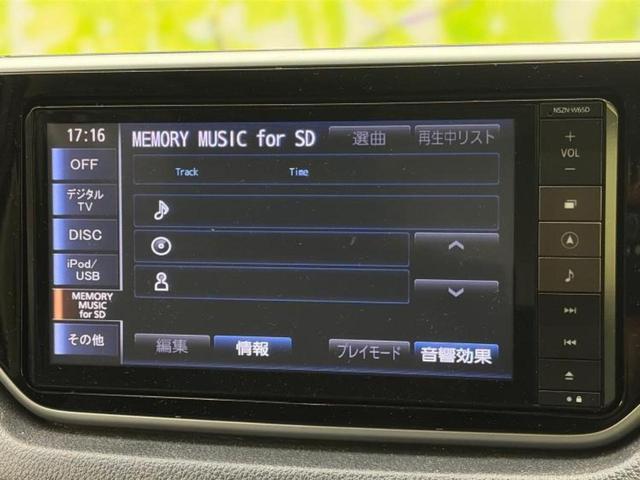 NSZN-W65D
17:16
MEMORY MUSIC for SD
選曲
再生中リスト
OFF
Track
Time
デジタル
TV
DISC
iPod/
USB
MEMORY
MUSIC
for SD
その他
編集
情報
プレイモード
音響効果
+
VOL
−